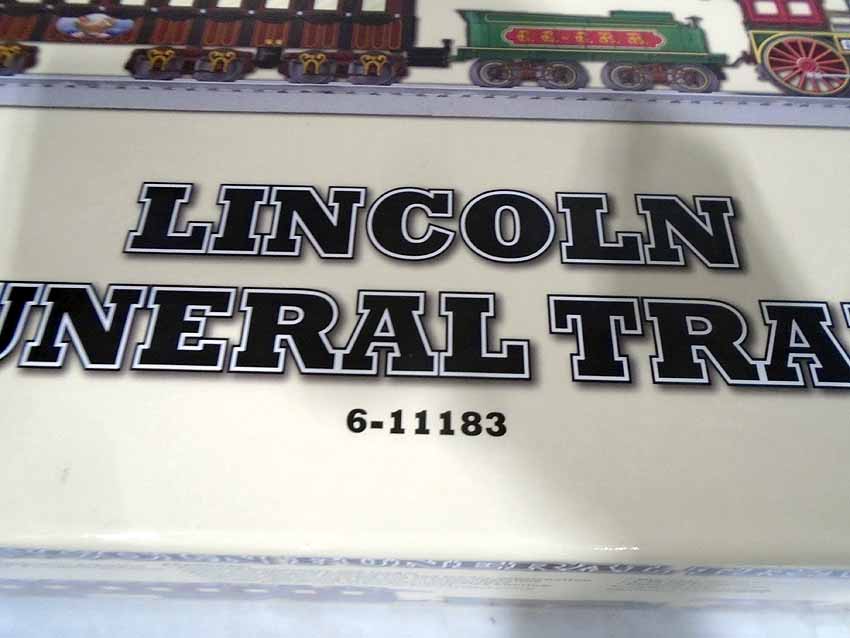 LINCOLN
UNERAL TRA
6-11183